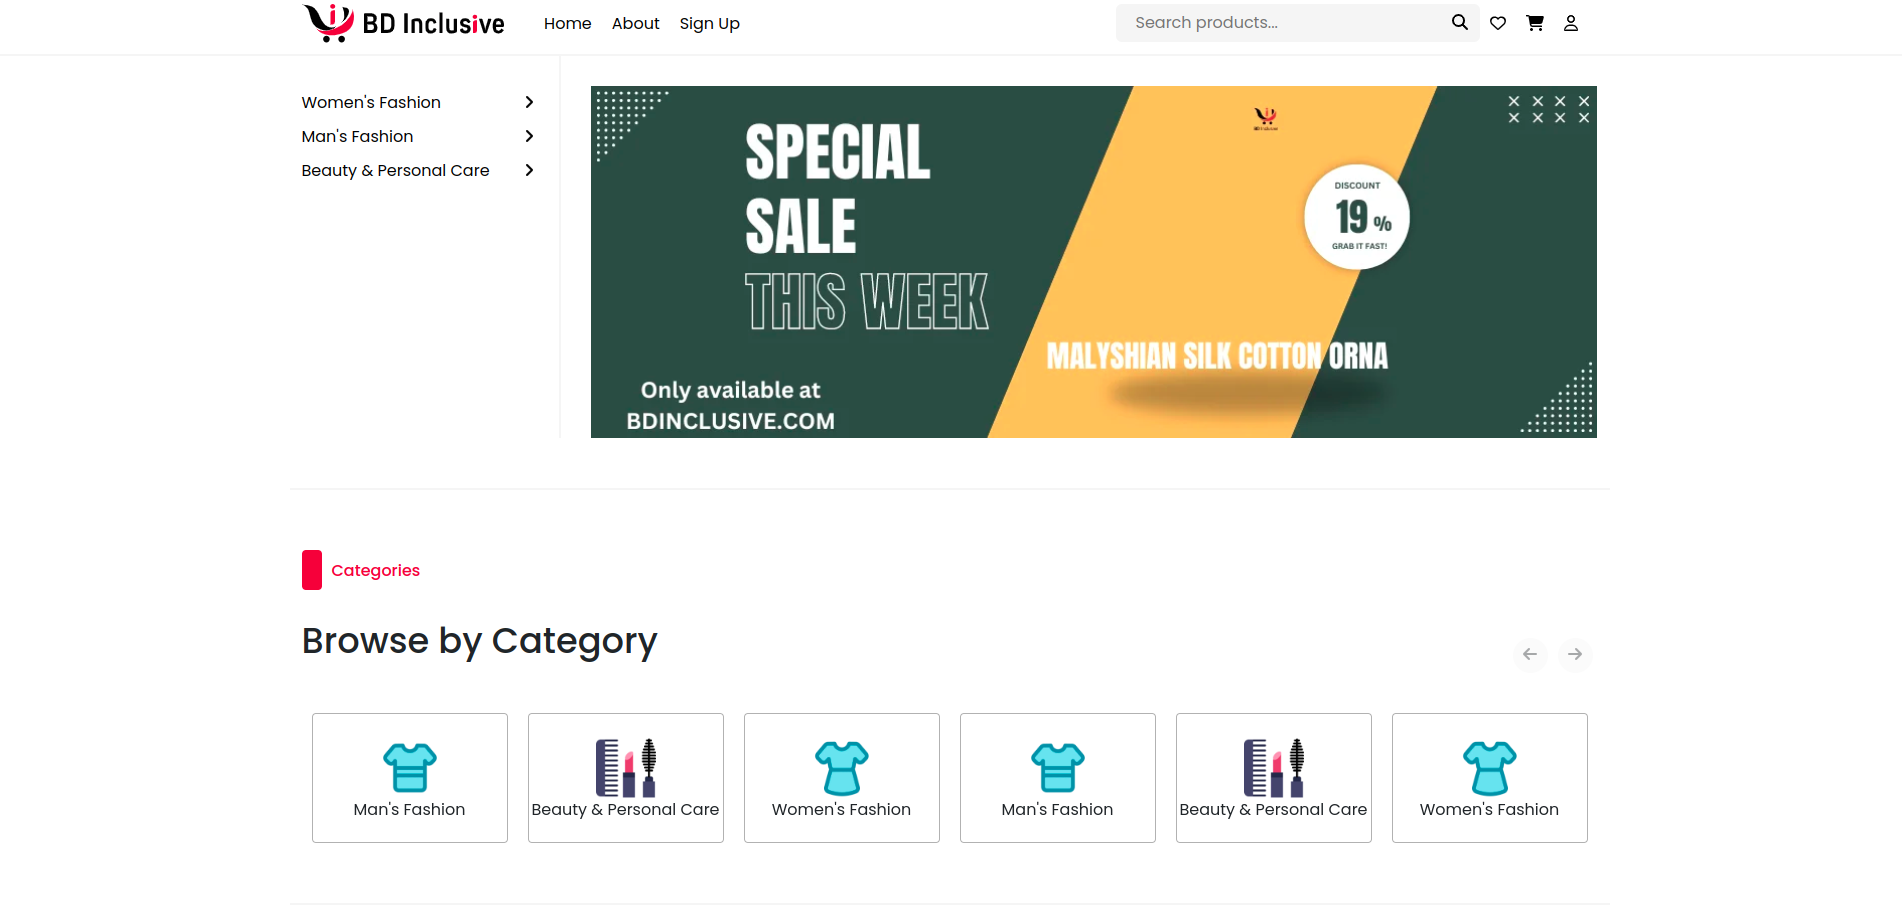 BD Inclusive
Home About Sign Up
Search products...
Women's Fashion
Man's Fashion
Beauty & Personal Care
SPECIAL
SALE
THIS WEEK
Only available at
BDINCLUSIVE.COM
DISCOUNT
19 %
GRAB IT FAST!
MALYSHIAN SILK COTTON ORNA
Categories
Browse by Category
Man's Fashion
Beauty & Personal Care
Women's Fashion
Man's Fashion
Beauty & Personal Care
Women's Fashion